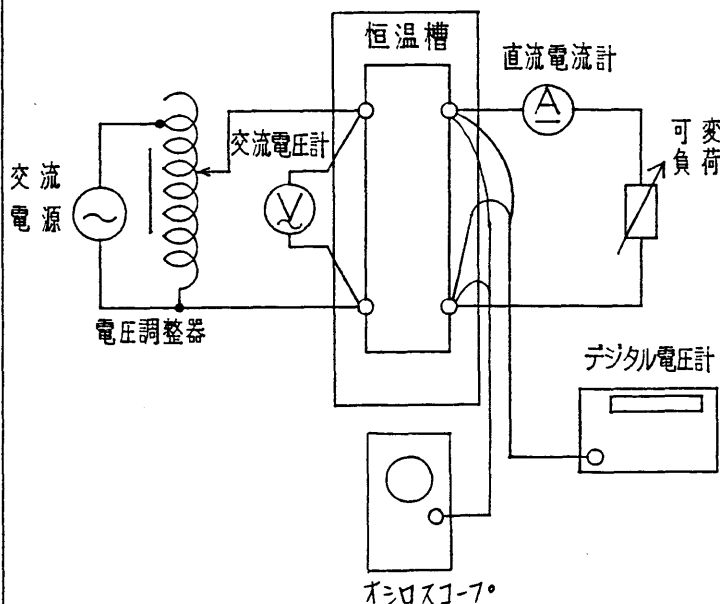 恒温槽
直流電流計
A
可変
負荷
交流電圧計
V
交流
電源
電圧調整器
デジタル電圧計
オシロスコープ